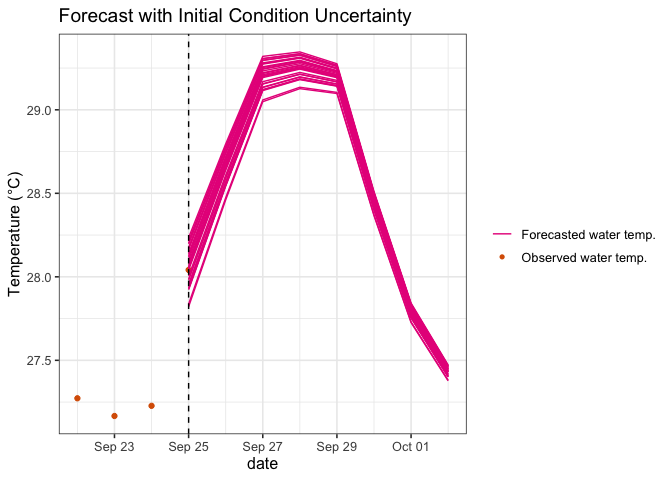 Forecast with Initial Condition Uncertainty
Temperature (°C)
29.0
28.5
28.0
27.5
Sep 23
Sep 25
Sep 27
Sep 29
Oct 01
date
Forecasted water temp.
Observed water temp.